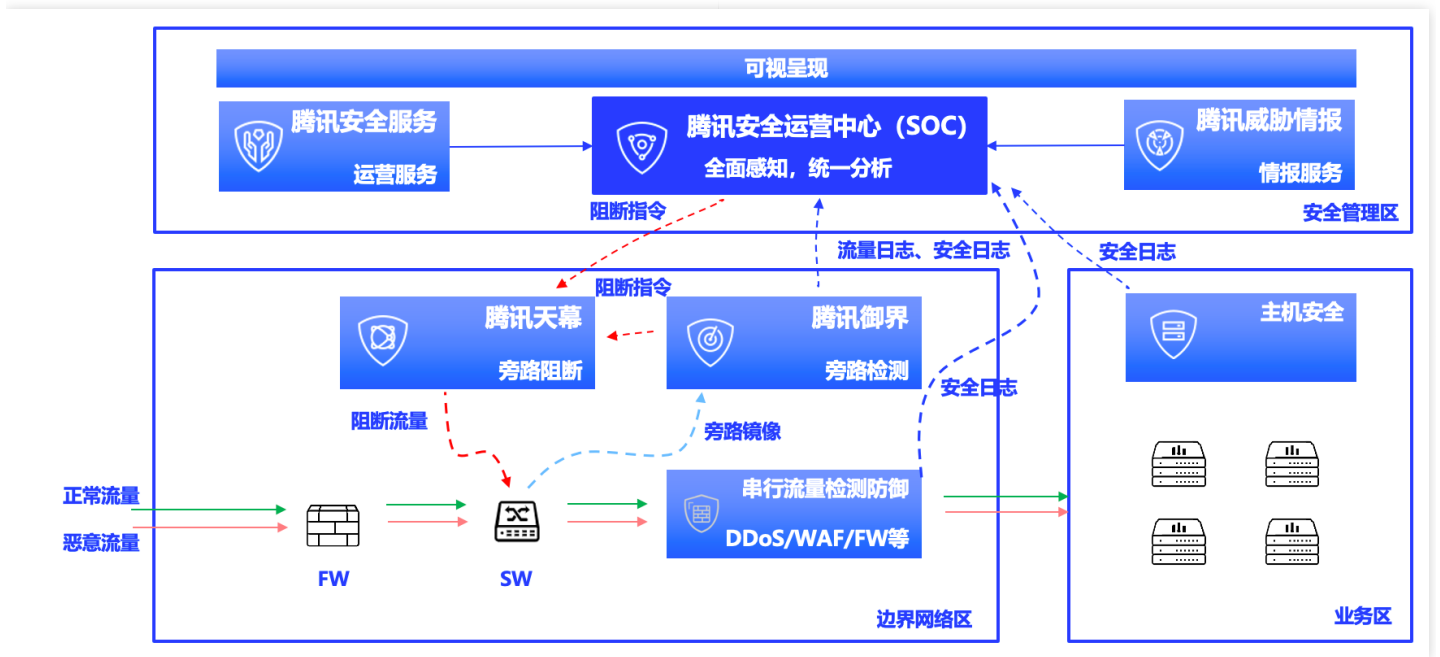 可视呈现
腾讯安全服务
运营服务
腾讯安全运营中心（SOC）
全面感知，统一分析
腾讯威胁情报
情报服务
安全管理区
阻断指令
流量日志、安全日志
安全日志
阻断指令
腾讯天幕
旁路阻断
腾讯御界
旁路检测
主机安全
安全日志
阻断流量
旁路镜像
正常流量
恶意流量
串行流量检测防御
DDoS/WAF/FW等
FW
SW
边界网络区
业务区